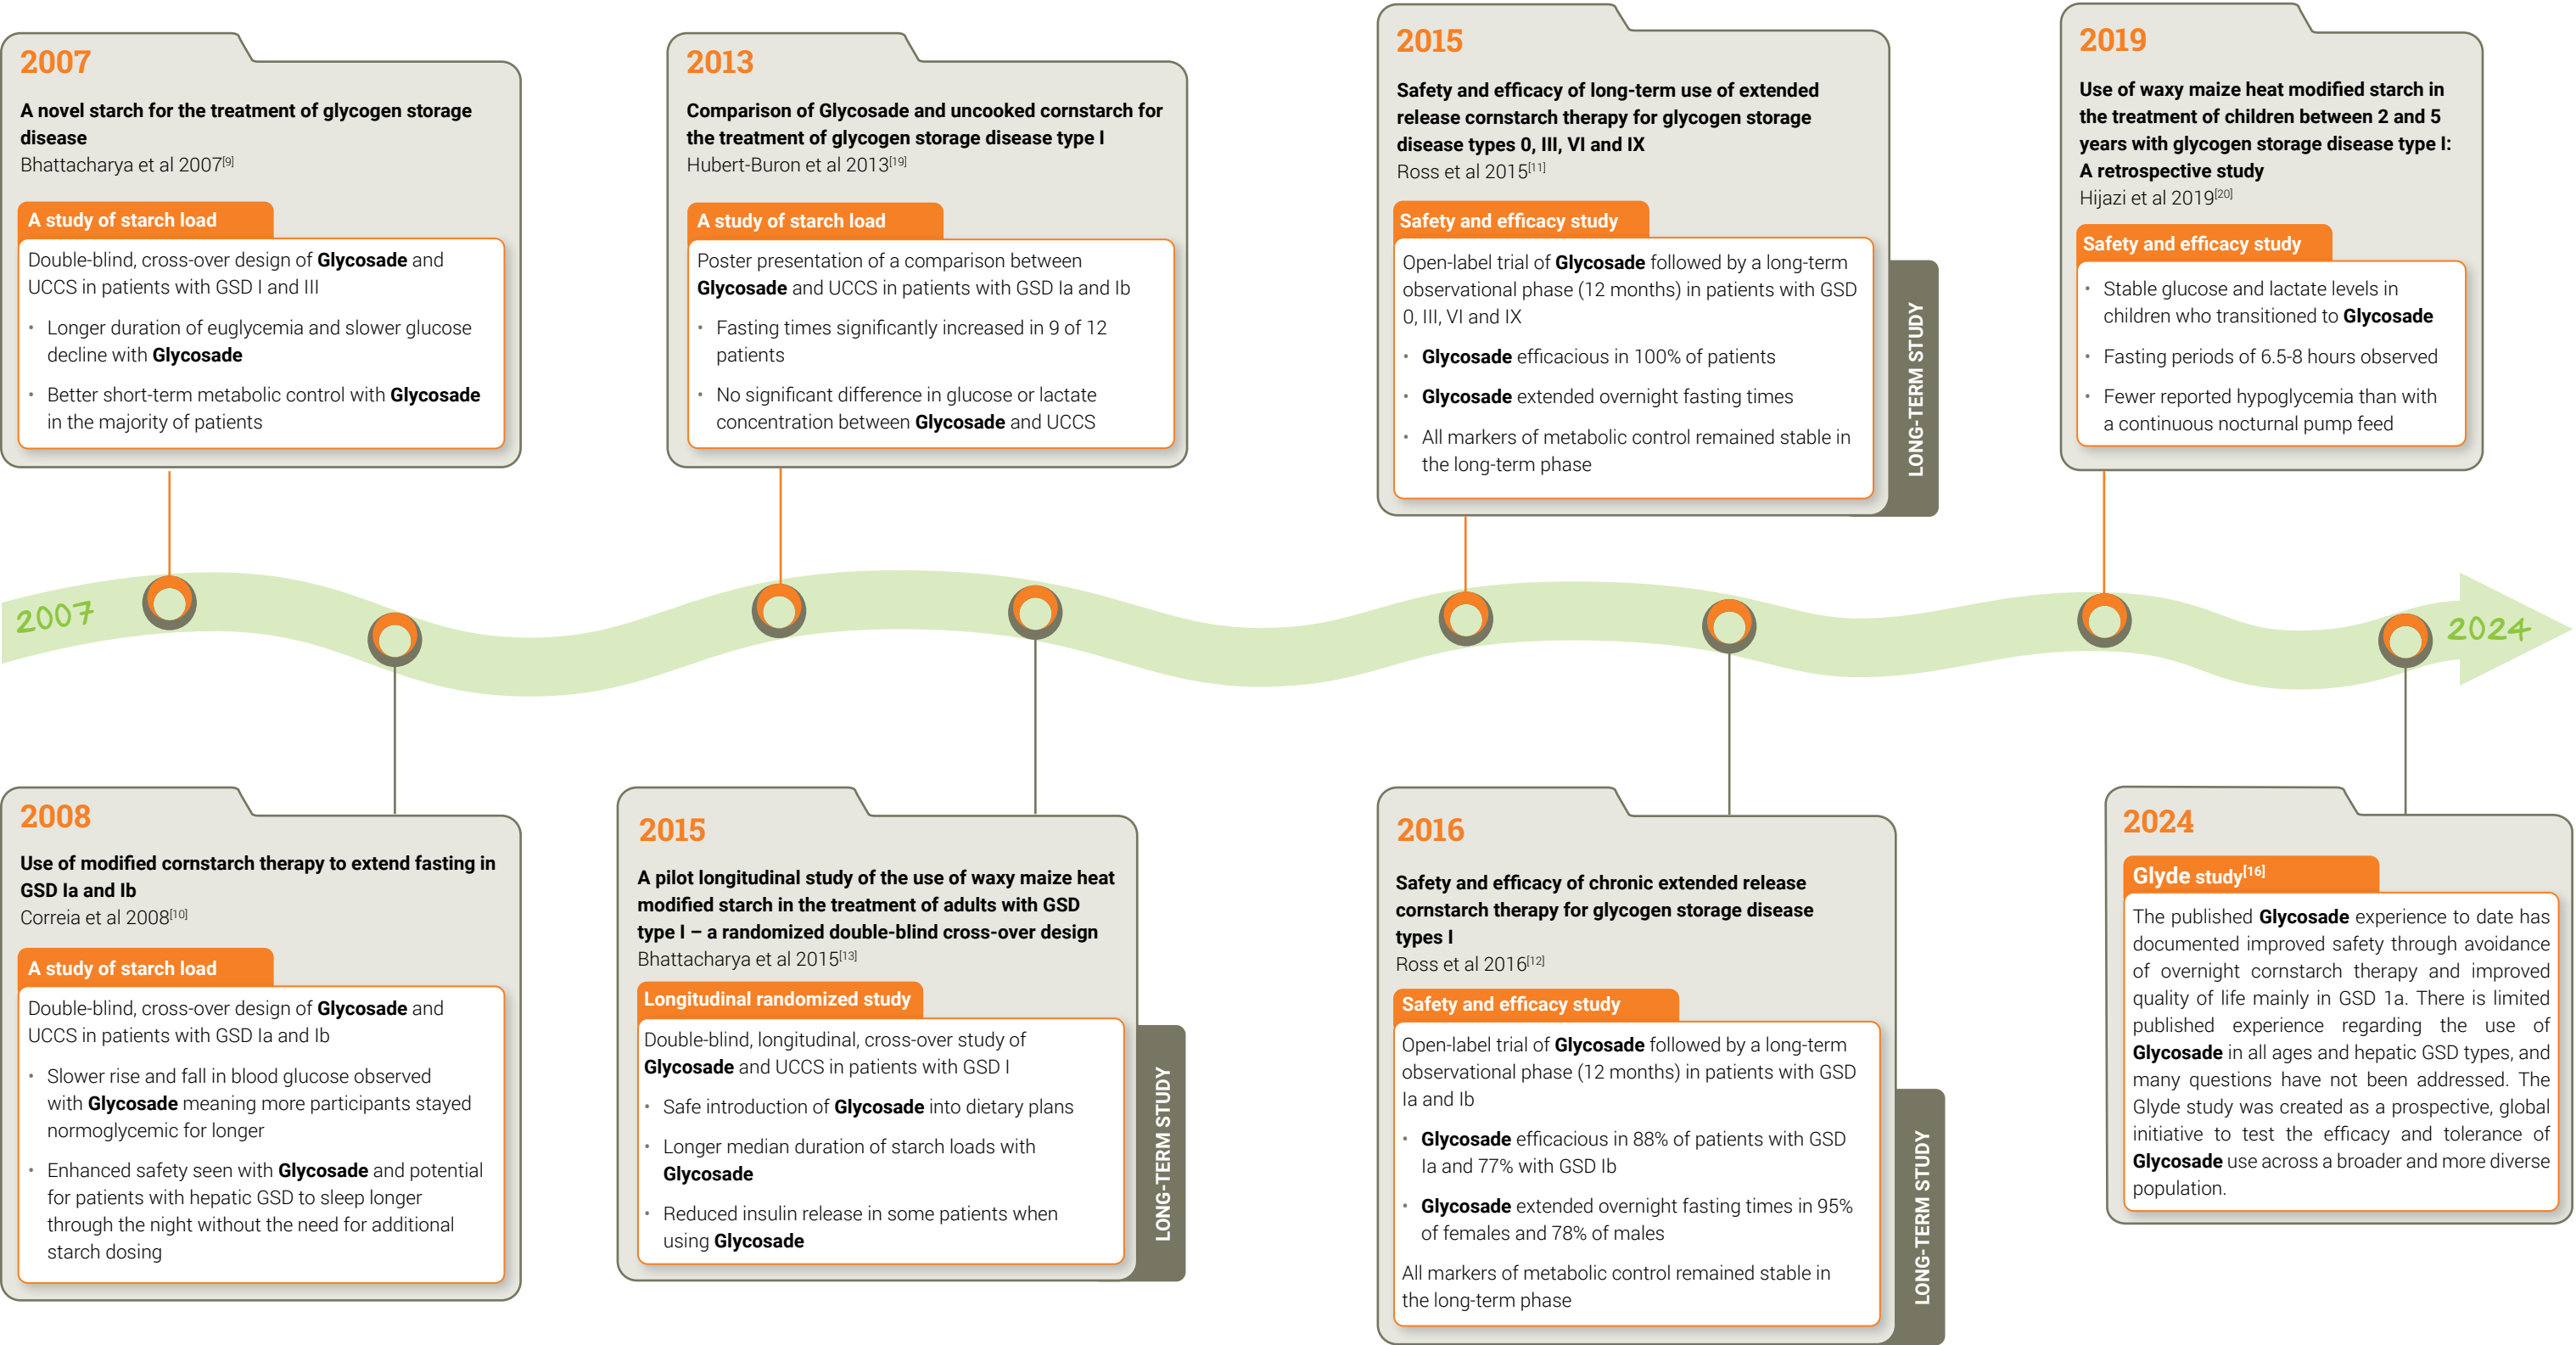 2007
A novel starch for the treatment of glycogen storage
disease
Bhattacharya et al 2007[9]
A study of starch load
Double-blind, cross-over design of Glycosade and
UCCS in patients with GSD I and III
• Longer duration of euglycemia and slower glucose
decline with Glycosade
• Better short-term metabolic control with Glycosade
in the majority of patients
2013
Comparison of Glycosade and uncooked cornstarch for
the treatment of glycogen storage disease type I
Hubert-Buron et al 2013[19]
A study of starch load
Poster presentation of a comparison between
Glycosade and UCCS in patients with GSD Ia and Ib
• Fasting times significantly increased in 9 of 12
patients
• No significant difference in glucose or lactate
concentration between Glycosade and UCCS
2015
Safety and efficacy of long-term use of extended
release cornstarch therapy for glycogen storage
disease types 0, III, VI and IX
Ross et al 2015[11]
Safety and efficacy study
Open-label trial of Glycosade followed by a long-term
observational phase (12 months) in patients with GSD
0, III, VI and IX
• Glycosade efficacious in 100% of patients
• Glycosade extended overnight fasting times
• All markers of metabolic control remained stable in
the long-term phase
LONG-TERM STUDY
2019
Use of waxy maize heat modified starch in
the treatment of children between 2 and 5
years with glycogen storage disease type I:
A retrospective study
Hijazi et al 2019[20]
Safety and efficacy study
• Stable glucose and lactate levels in
children who transitioned to Glycosade
• Fasting periods of 6.5-8 hours observed
• Fewer reported hypoglycemia than with
a continuous nocturnal pump feed
2007
2024
2008
Use of modified cornstarch therapy to extend fasting in
GSD Ia and Ib
Correia et al 2008[10]
A study of starch load
Double-blind, cross-over design of Glycosade and
UCCS in patients with GSD Ia and Ib
• Slower rise and fall in blood glucose observed
with Glycosade meaning more participants stayed
normoglycemic for longer
• Enhanced safety seen with Glycosade and potential
for patients with hepatic GSD to sleep longer
through the night without the need for additional
starch dosing
2015
A pilot longitudinal study of the use of waxy maize heat
modified starch in the treatment of adults with GSD
type I – a randomized double-blind cross-over design
Bhattacharya et al 2015[13]
Longitudinal randomized study
Double-blind, longitudinal, cross-over study of
Glycosade and UCCS in patients with GSD I
• Safe introduction of Glycosade into dietary plans
• Longer median duration of starch loads with
Glycosade
• Reduced insulin release in some patients when
using Glycosade
LONG-TERM STUDY
2016
Safety and efficacy of chronic extended release
cornstarch therapy for glycogen storage disease
types I
Ross et al 2016[12]
Safety and efficacy study
Open-label trial of Glycosade followed by a long-term
observational phase (12 months) in patients with GSD
Ia and Ib
• Glycosade efficacious in 88% of patients with GSD
Ia and 77% with GSD Ib
• Glycosade extended overnight fasting times in 95%
of females and 78% of males
All markers of metabolic control remained stable in
the long-term phase
LONG-TERM STUDY
2024
Glyde study[16]
The published Glycosade experience to date has
documented improved safety through avoidance
of overnight cornstarch therapy and improved
quality of life mainly in GSD 1a. There is limited
published experience regarding the use of
Glycosade in all ages and hepatic GSD types, and
many questions have not been addressed. The
Glyde study was created as a prospective, global
initiative to test the efficacy and tolerance of
Glycosade use across a broader and more diverse
population.